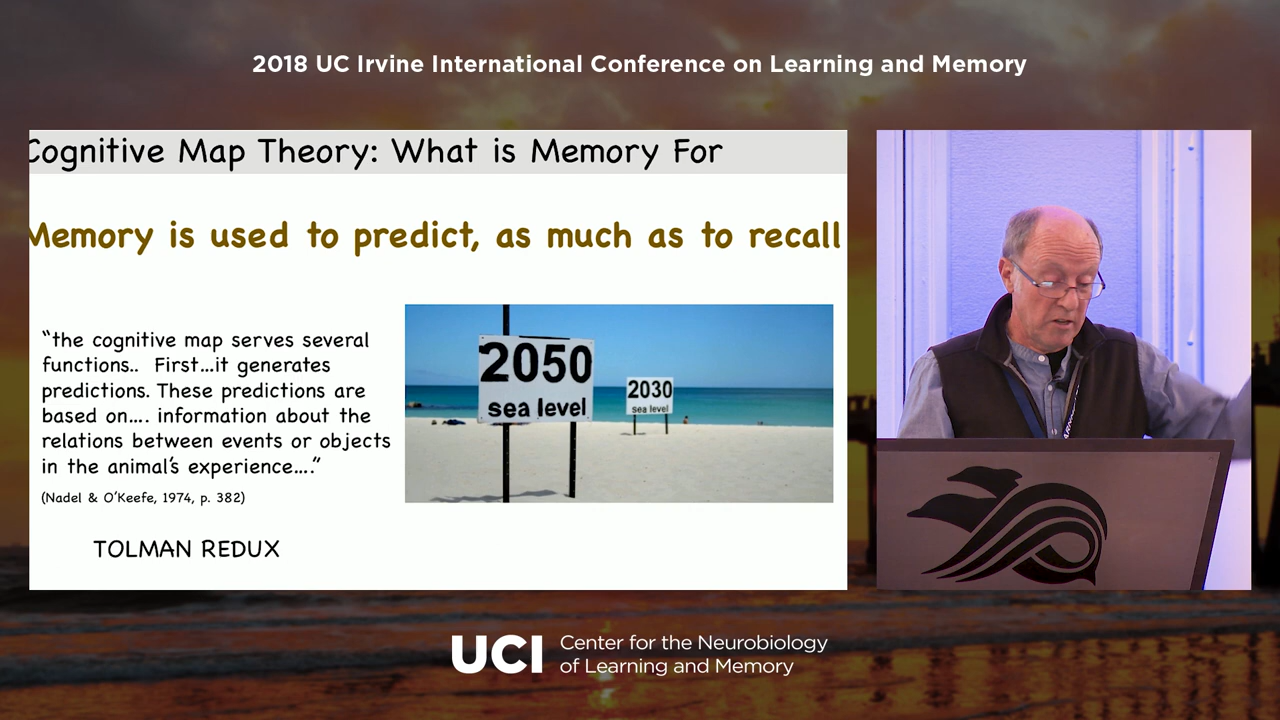 2018 UC Irvine International Conference on Learning and Memory
Cognitive Map Theory: What is Memory For
Memory is used to predict, as much as to recall
“the cognitive map serves several
functions.. First...it generates
predictions. These predictions are
based on.... information about the
relations between events or objects
in the animal’s experience....”
(Nadel & O’Keefe, 1974, p. 382)
TOLMAN REDUX
2050
sea level
2030
sea level
UCI Center for the Neurobiology
of Learning and Memory